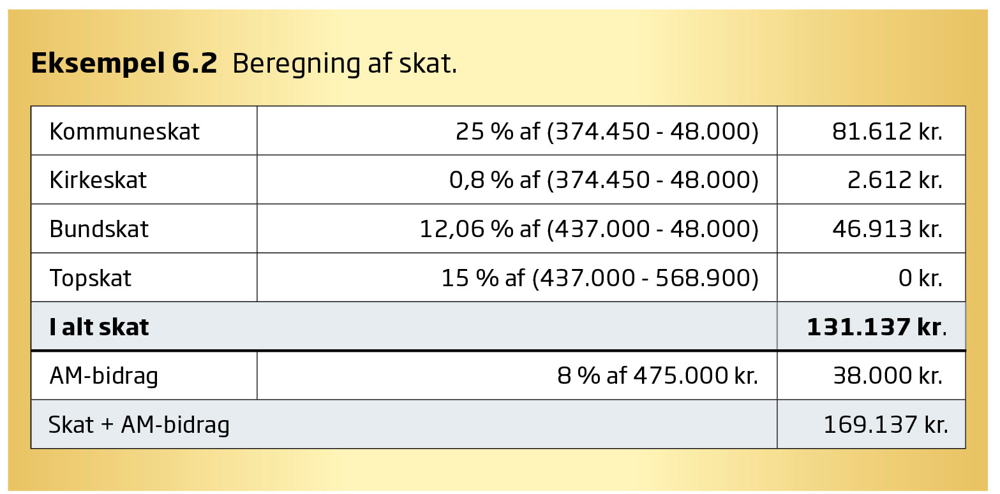 Eksempel 6.2 Beregning af skat.
Kommuneskat 25 % af (374.450 - 48.000) 81.612 kr.
Kirkeskat 0,8 % af (374.450 - 48.000) 2.612 kr.
Bundskat 12,06 % af (437.000 - 48.000) 46.913 kr.
Topskat 15 % af (437.000 - 568.900) 0 kr.
I alt skat 131.137 kr.
AM-bidrag 8 % af 475.000 kr. 38.000 kr.
Skat + AM-bidrag 169.137 kr.